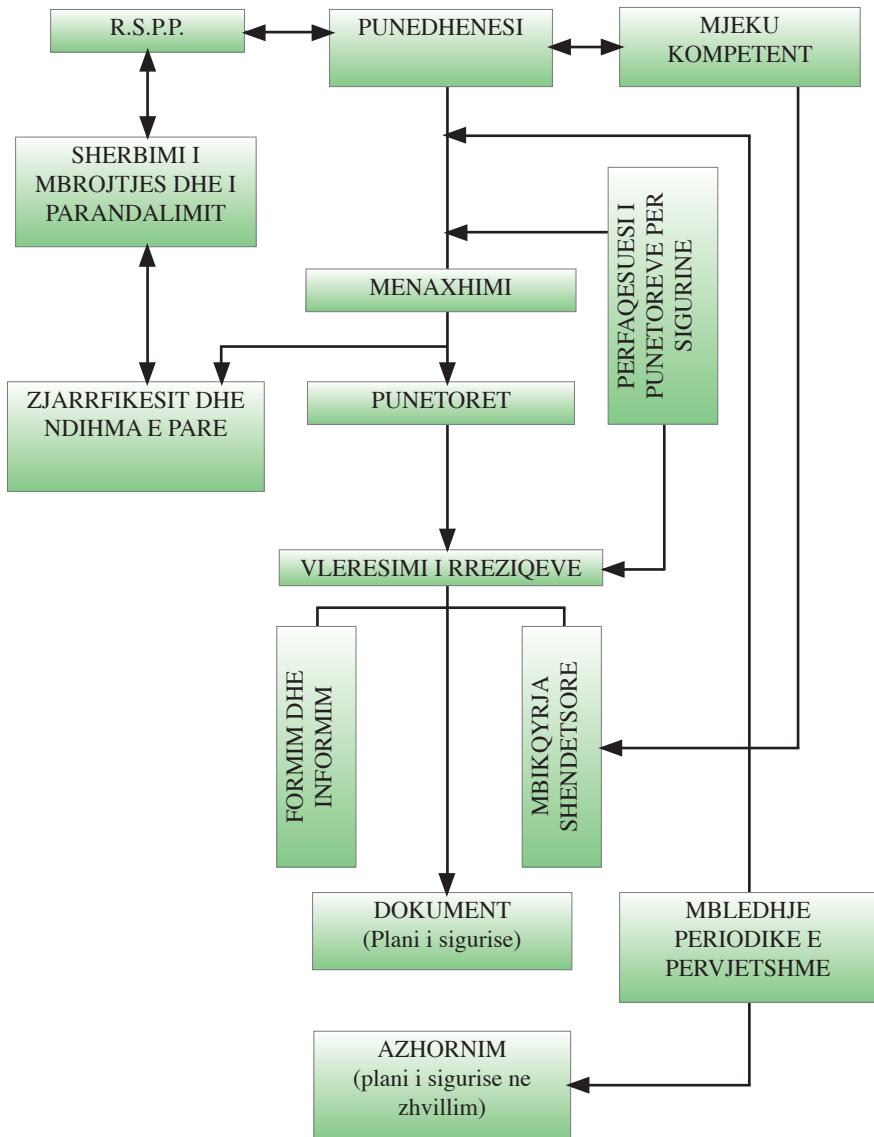 R.S.P.P.
PUNEDHENESI
MJEKU
KOMPETENT
SHERBIMI I
MBROJTJES DHE I
PARANDALIMIT
PERFAQESUESI I
PUNETOREVE PER
SIGURINE
MENAXHIMI
ZJARRFIKESIT DHE
NDIHMA E PARE
PUNETORET
VLERESIMI I RREZIQEVE
FORMIM DHE
INFORMIM
MBIKQYRJA
SHENDETSORE
DOKUMENT
(Plani i sigurise)
MBLEDHJE
PERIODIKE E
PERVJETSHME
AZHORNIM
(plani i sigurise ne
zhvillim)